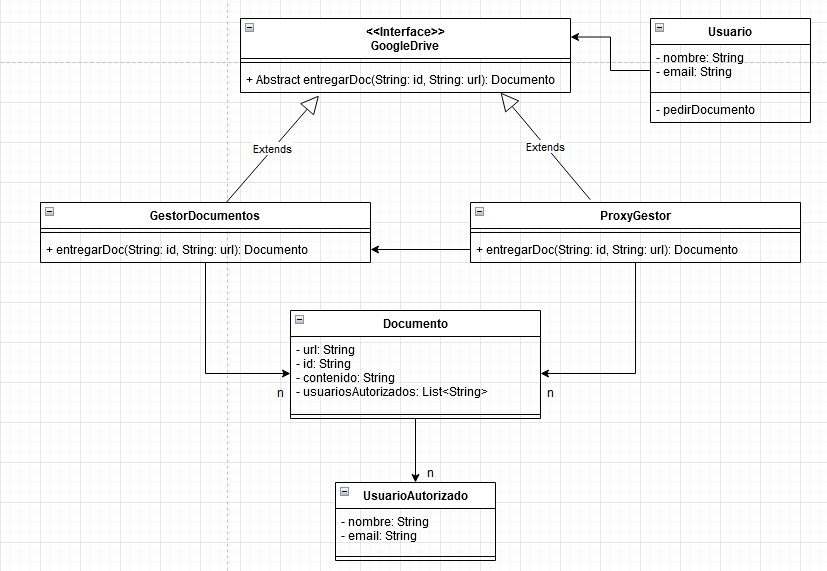 <<Interface>>
GoogleDrive
+ Abstract entregarDoc(String: id, String: url): Documento
Usuario
- nombre: String
- email: String
- pedirDocumento
Extends
Extends
GestorDocumentos
+ entregarDoc(String: id, String: url): Documento
ProxyGestor
+ entregarDoc(String: id, String: url): Documento
Documento
- url: String
- id: String
- contenido: String
- usuariosAutorizados: List<String>
n
n
n
UsuarioAutorizado
- nombre: String
- email: String